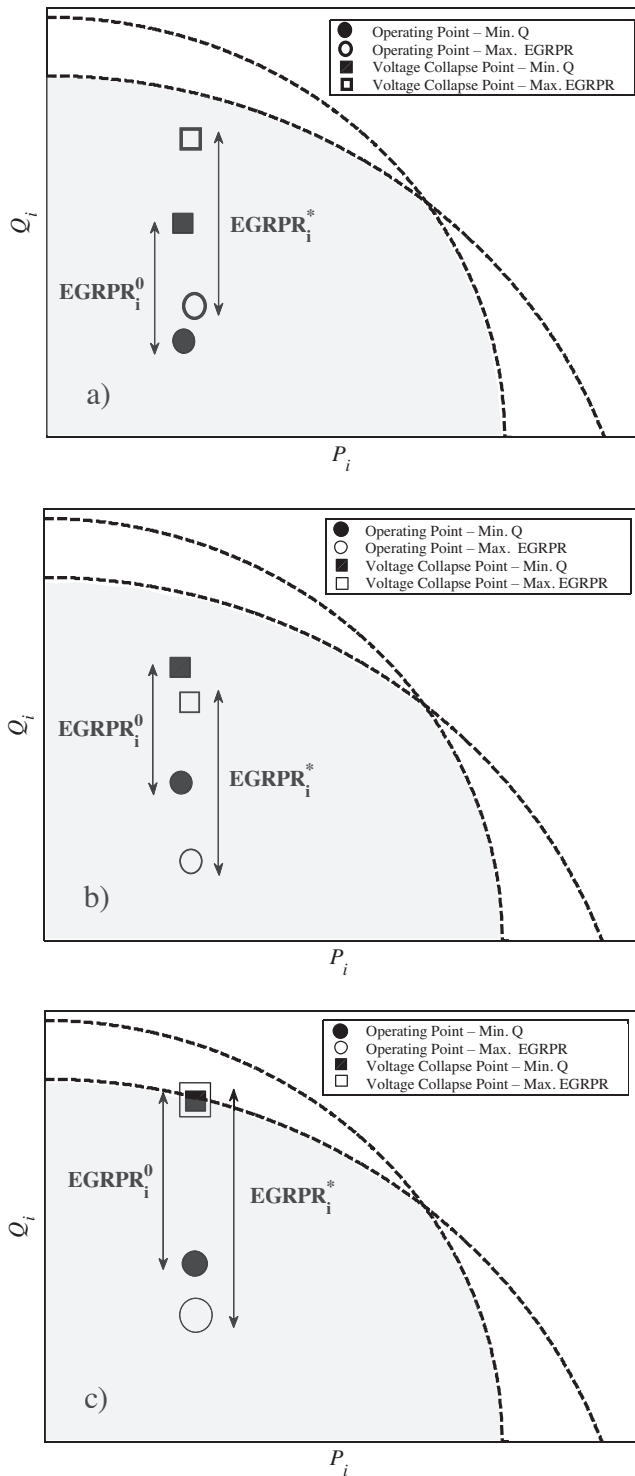 Operating Point – Min. Q
Operating Point – Max. EGRPR
Voltage Collapse Point – Min. Q
Voltage Collapse Point – Max. EGRPR
Q_i
EGRPR_i^*
EGRPR_i^0
a)
P_i
Operating Point – Min. Q
Operating Point – Max. EGRPR
Voltage Collapse Point – Min. Q
Voltage Collapse Point – Max. EGRPR
Q_i
EGRPR_i^0
EGRPR_i^*
b)
P_i
Operating Point – Min. Q
Operating Point – Max. EGRPR
Voltage Collapse Point – Min. Q
Voltage Collapse Point – Max. EGRPR
Q_i
EGRPR_i^0
EGRPR_i^*
c)
P_i